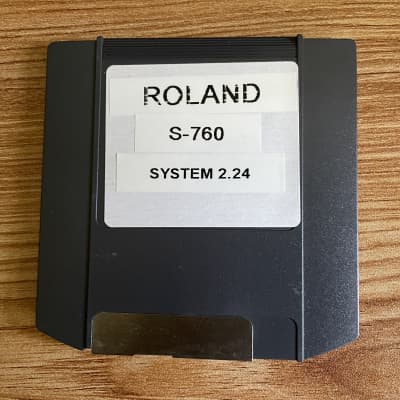 ROLAND
S-760
SYSTEM 2.24